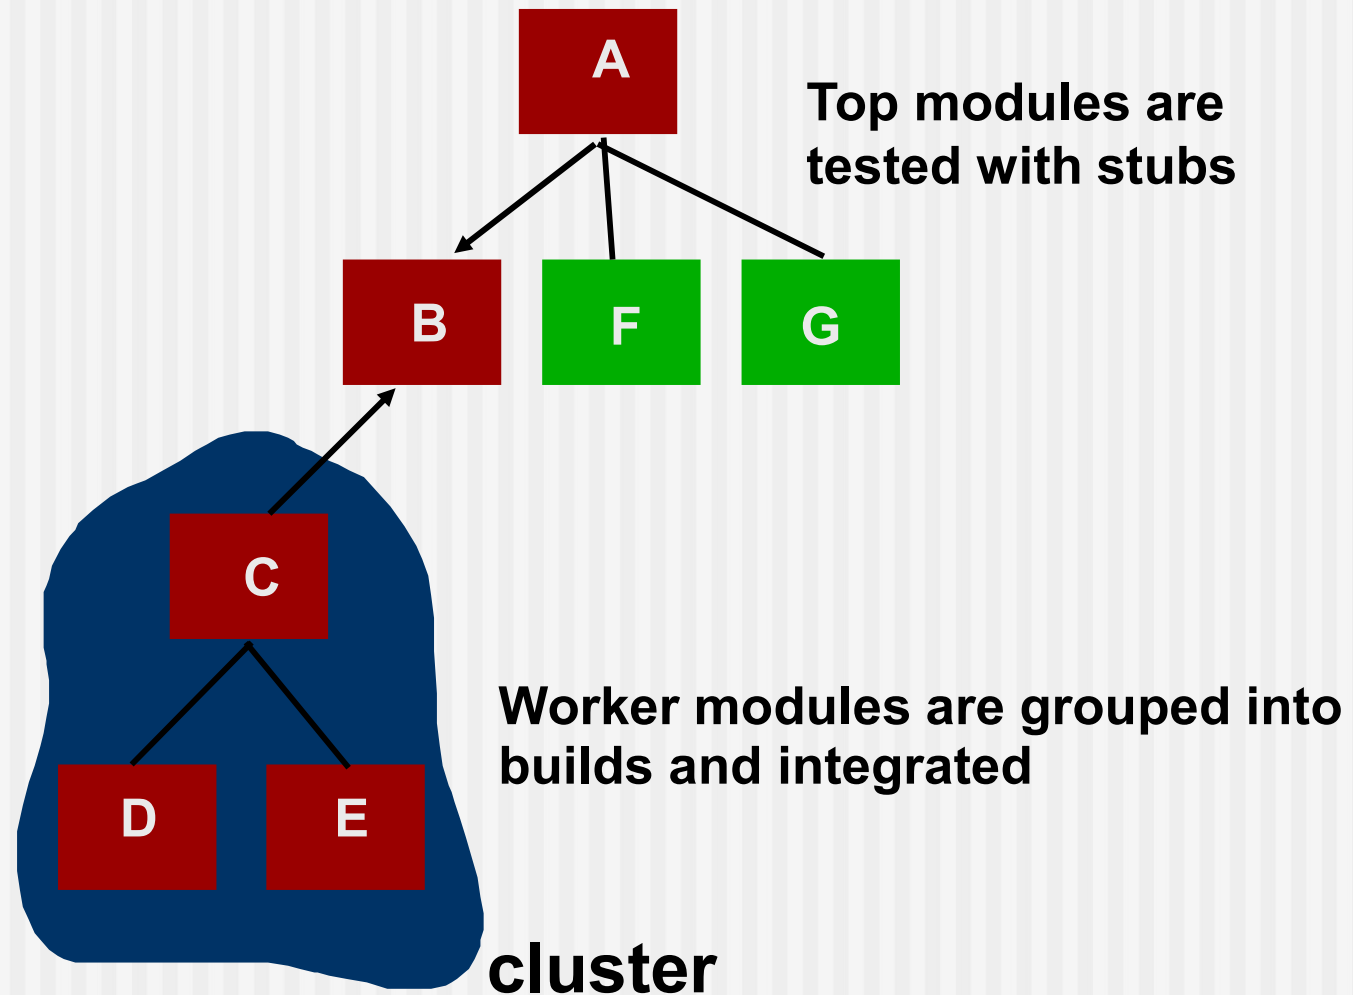 A
Top modules are
tested with stubs
B
F
G
C
Worker modules are grouped into
builds and integrated
D
E
cluster